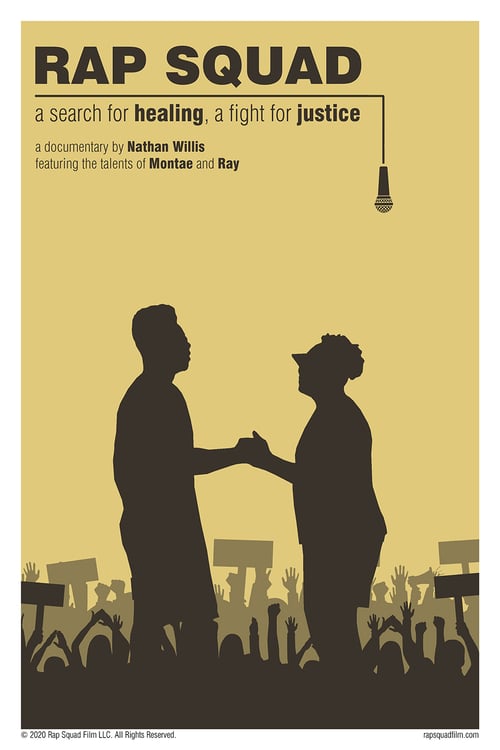 RAP SQUAD
a search for healing, a fight for justice
a documentary by Nathan Willis
featuring the talents of Montae and Ray
© 2020 Rap Squad Film LLC. All Rights Reserved.
rapsquadfilm.com